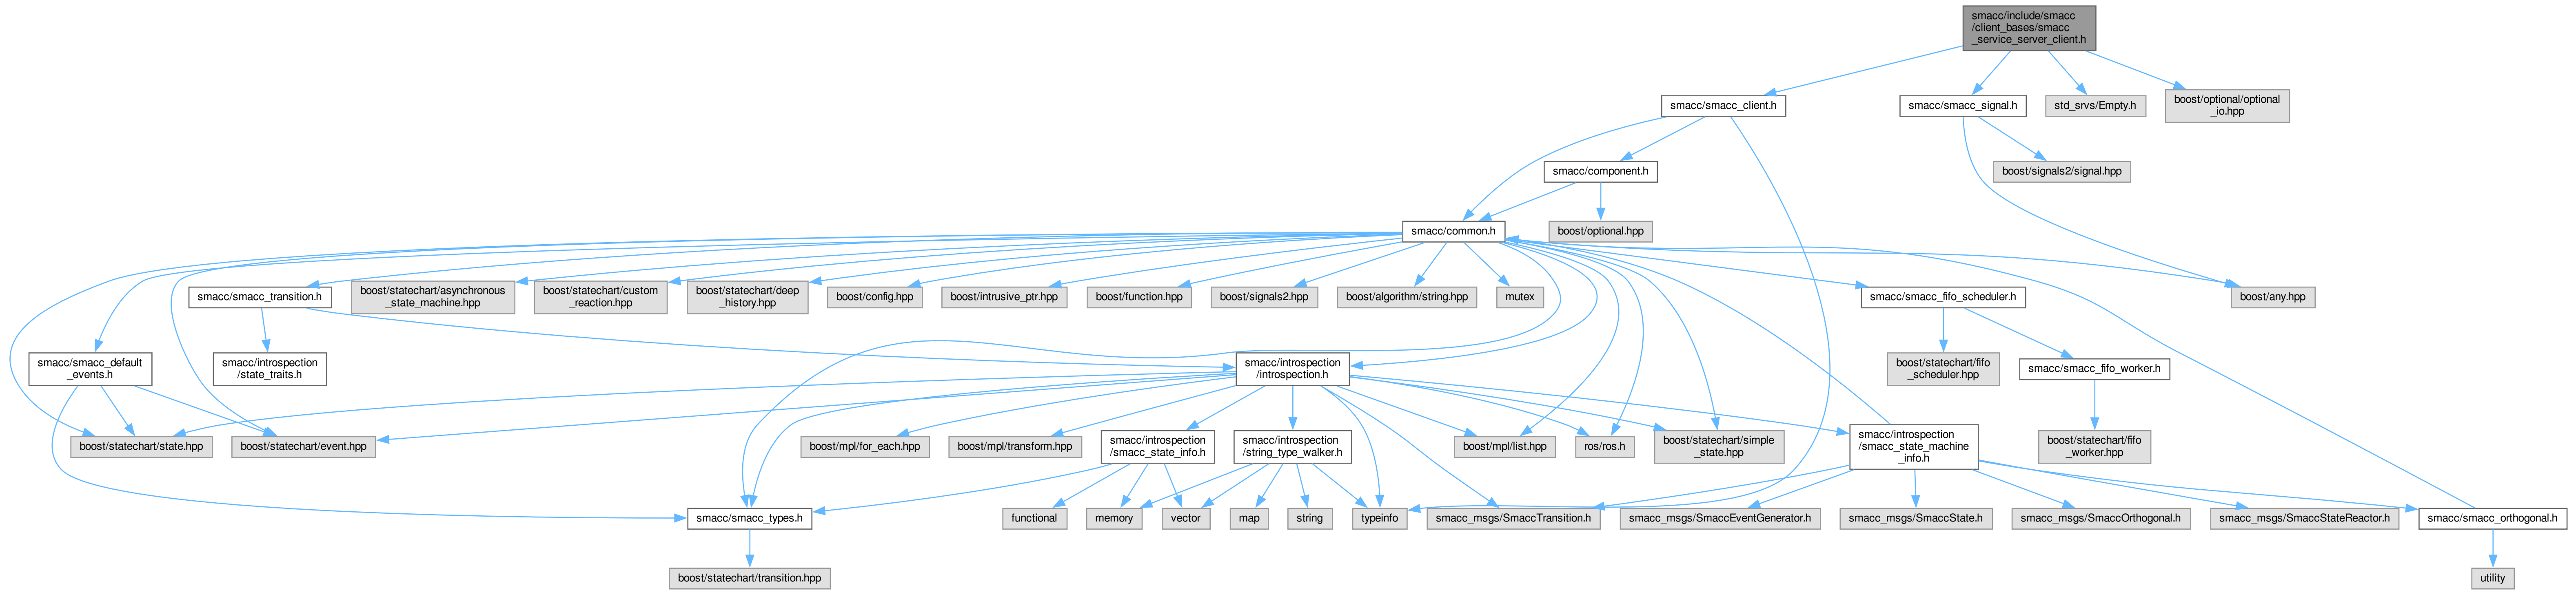 smacc/include/smacc
/client_bases/smacc
_service_server_client.h
smacc/smacc_client.h
smacc/smacc_signal.h
std_srvs/Empty.h
boost/optional/optional
_io.hpp
smacc/component.h
boost/signals2/signal.hpp
smacc/common.h
boost/optional.hpp
smacc/smacc_transition.h
boost/statechart/asynchronous
_state_machine.hpp
boost/statechart/custom
_reaction.hpp
boost/statechart/deep
_history.hpp
boost/config.hpp
boost/intrusive_ptr.hpp
boost/function.hpp
boost/signals2.hpp
boost/algorithm/string.hpp
mutex
smacc/smacc_fifo_scheduler.h
boost/any.hpp
smacc/smacc_default
_events.h
smacc/introspection
/state_traits.h
smacc/introspection
/introspection.h
boost/statechart/fifo
_scheduler.hpp
smacc/smacc_fifo_worker.h
boost/statechart/state.hpp
boost/statechart/event.hpp
boost/mpl/for_each.hpp
boost/mpl/transform.hpp
smacc/introspection
/smacc_state_info.h
smacc/introspection
/string_type_walker.h
boost/mpl/list.hpp
ros/ros.h
boost/statechart/simple
_state.hpp
smacc/introspection
/smacc_state_machine
_info.h
boost/statechart/fifo
_worker.hpp
smacc/smacc_types.h
functional
memory
vector
map
string
typeinfo
smacc_msgs/SmaccTransition.h
smacc_msgs/SmaccEventGenerator.h
smacc_msgs/SmaccState.h
smacc_msgs/SmaccOrthogonal.h
smacc_msgs/SmaccStateReactor.h
smacc/smacc_orthogonal.h
boost/statechart/transition.hpp
utility